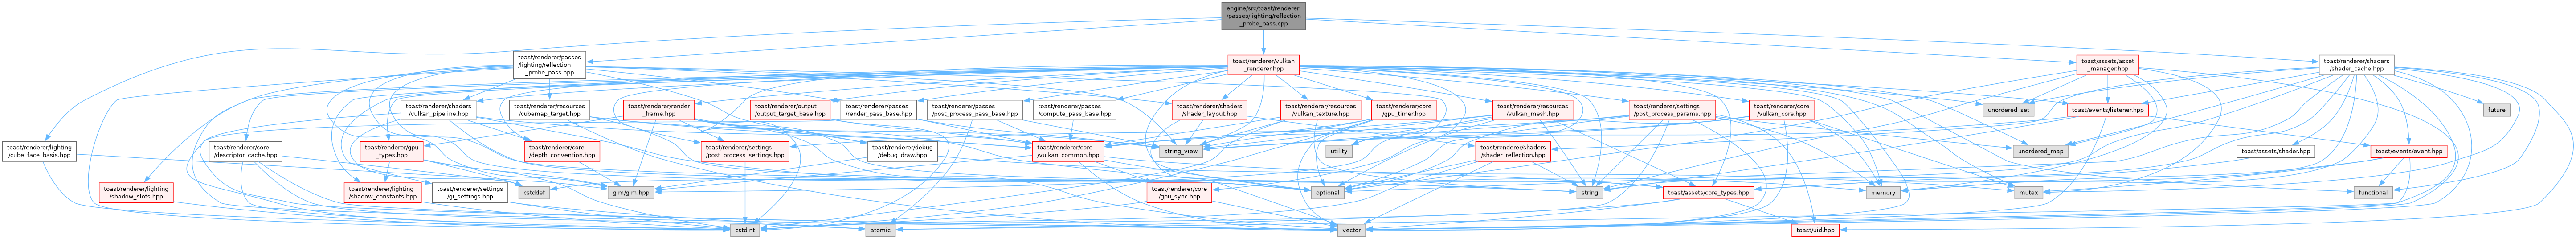 engine/src/toast/renderer
/passes/lighting/reflection
_probe_pass.cpp
toast/renderer/passes
/lighting/reflection
_probe_pass.hpp
toast/renderer/vulkan
_renderer.hpp
toast/assets/asset
_manager.hpp
toast/renderer/shaders
/shader_cache.hpp
toast/renderer/shaders
/vulkan_pipeline.hpp
toast/renderer/resources
/cubemap_target.hpp
toast/renderer/render
_frame.hpp
toast/renderer/output
/output_target_base.hpp
toast/renderer/passes
/render_pass_base.hpp
toast/renderer/passes
/post_process_pass_base.hpp
toast/renderer/passes
/compute_pass_base.hpp
toast/renderer/shaders
/shader_layout.hpp
toast/renderer/resources
/vulkan_texture.hpp
toast/renderer/core
/gpu_timer.hpp
toast/renderer/resources
/vulkan_mesh.hpp
toast/renderer/settings
/post_process_params.hpp
toast/renderer/core
/vulkan_core.hpp
unordered_set
toast/events/listener.hpp
future
toast/renderer/lighting
/cube_face_basis.hpp
toast/renderer/core
/descriptor_cache.hpp
toast/renderer/gpu
_types.hpp
toast/renderer/core
/depth_convention.hpp
toast/renderer/settings
/post_process_settings.hpp
toast/renderer/debug
/debug_draw.hpp
toast/renderer/core
/vulkan_common.hpp
string_view
utility
toast/renderer/shaders
/shader_reflection.hpp
unordered_map
toast/assets/shader.hpp
toast/events/event.hpp
toast/renderer/lighting
/shadow_slots.hpp
toast/renderer/lighting
/shadow_constants.hpp
toast/renderer/settings
/gi_settings.hpp
cstddef
glm/glm.hpp
toast/renderer/core
/gpu_sync.hpp
optional
string
toast/assets/core_types.hpp
memory
mutex
functional
cstdint
atomic
vector
toast/uid.hpp